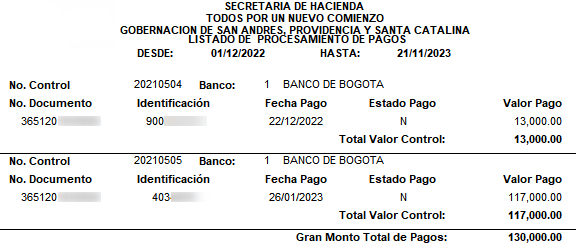 SECRETARIA DE HACIENDA
TODOS POR UN NUEVO COMIENZO
GOBERNACION DE SAN ANDRES, PROVIDENCIA Y SANTA CATALINA
LISTADO DE PROCESAMIENTO DE PAGOS
DESDE: 01/12/2022 HASTA: 21/11/2023
No. Control 20210504 Banco: 1 BANCO DE BOGOTA
No. Documento Identificación Fecha Pago Estado Pago Valor Pago
365120 900 22/12/2022 N 13,000.00
Total Valor Control: 13,000.00
No. Control 20210505 Banco: 1 BANCO DE BOGOTA
No. Documento Identificación Fecha Pago Estado Pago Valor Pago
365120 403 26/01/2023 N 117,000.00
Total Valor Control: 117,000.00
Gran Monto Total de Pagos: 130,000.00